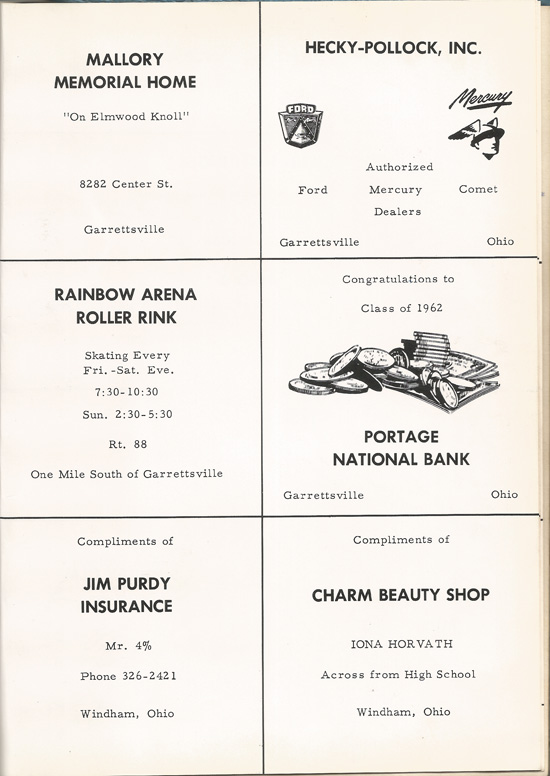 MALLORY
MEMORIAL HOME
"On Elmwood Knoll"
8282 Center St.
Garrettsville
HECKY-POLLOCK, INC.
FORD
Mercury
Authorized
Ford Mercury Comet
Dealers
Garrettsville Ohio
RAINBOW ARENA
ROLLER RINK
Skating Every
Fri.-Sat. Eve.
7:30-10:30
Sun. 2:30-5:30
Rt. 88
One Mile South of Garrettsville
Congratulations to
Class of 1962
PORTAGE
NATIONAL BANK
Garrettsville Ohio
Compliments of
JIM PURDY
INSURANCE
Mr. 4%
Phone 326-2421
Windham, Ohio
Compliments of
CHARM BEAUTY SHOP
IONA HORVATH
Across from High School
Windham, Ohio